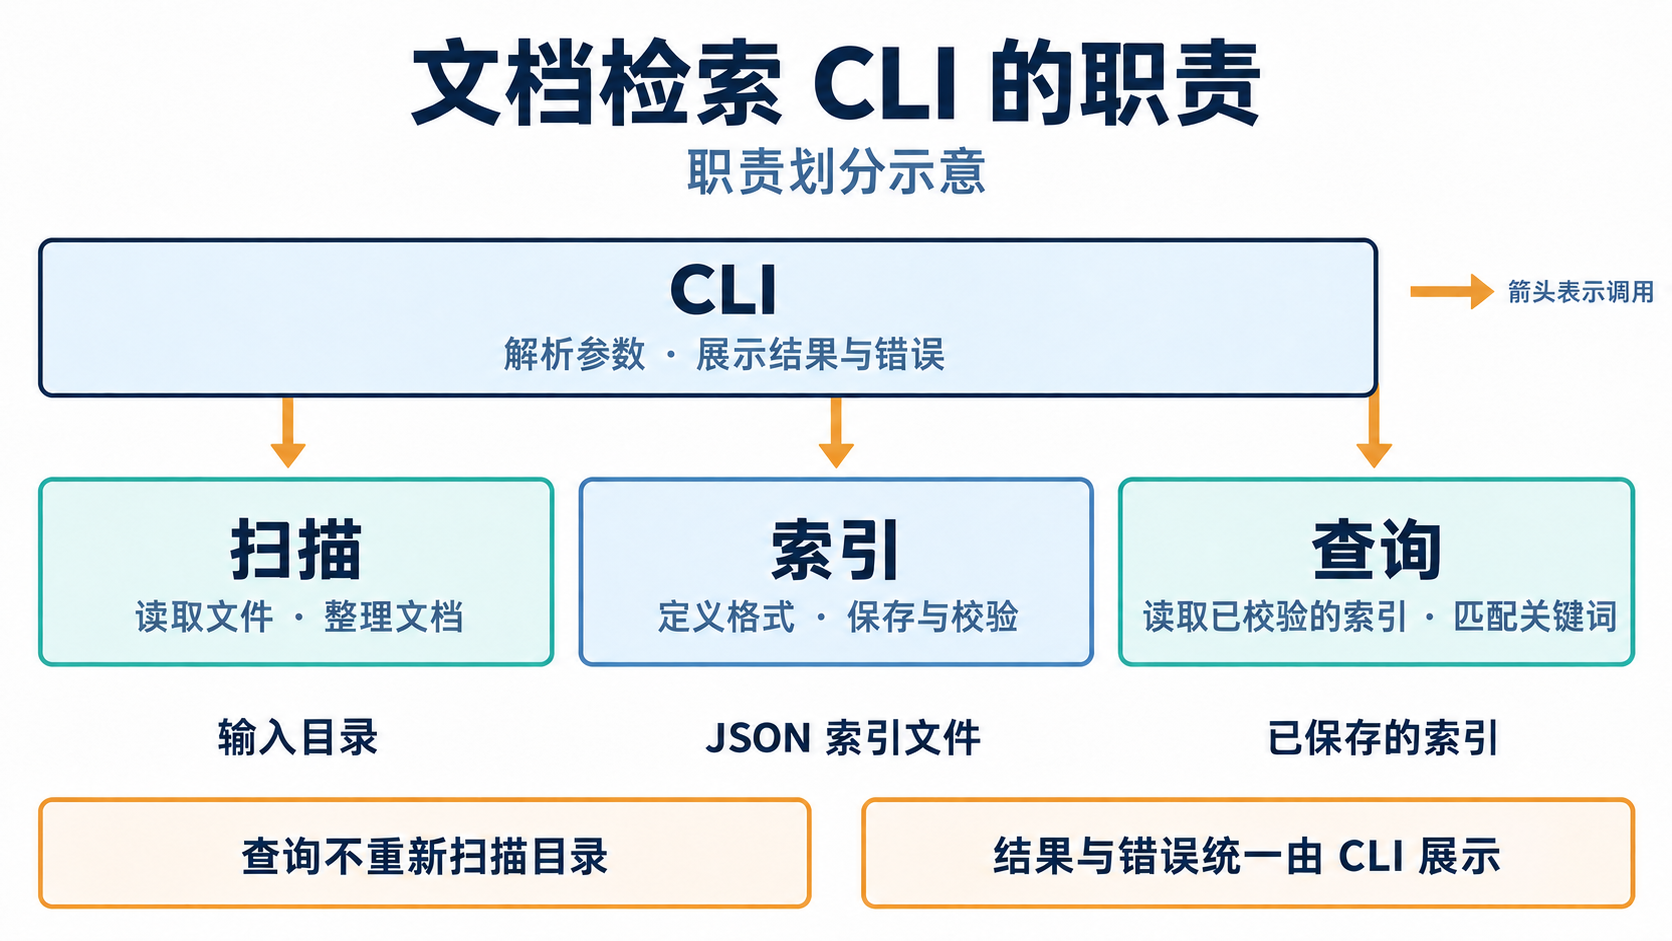 文档检索 CLI 的职责
职责划分示意
CLI
解析参数 · 展示结果与错误
箭头表示调用
扫描
读取文件 · 整理文档
索引
定义格式 · 保存与校验
查询
读取已校验的索引 · 匹配关键词
输入目录
JSON 索引文件
已保存的索引
查询不重新扫描目录
结果与错误统一由 CLI 展示